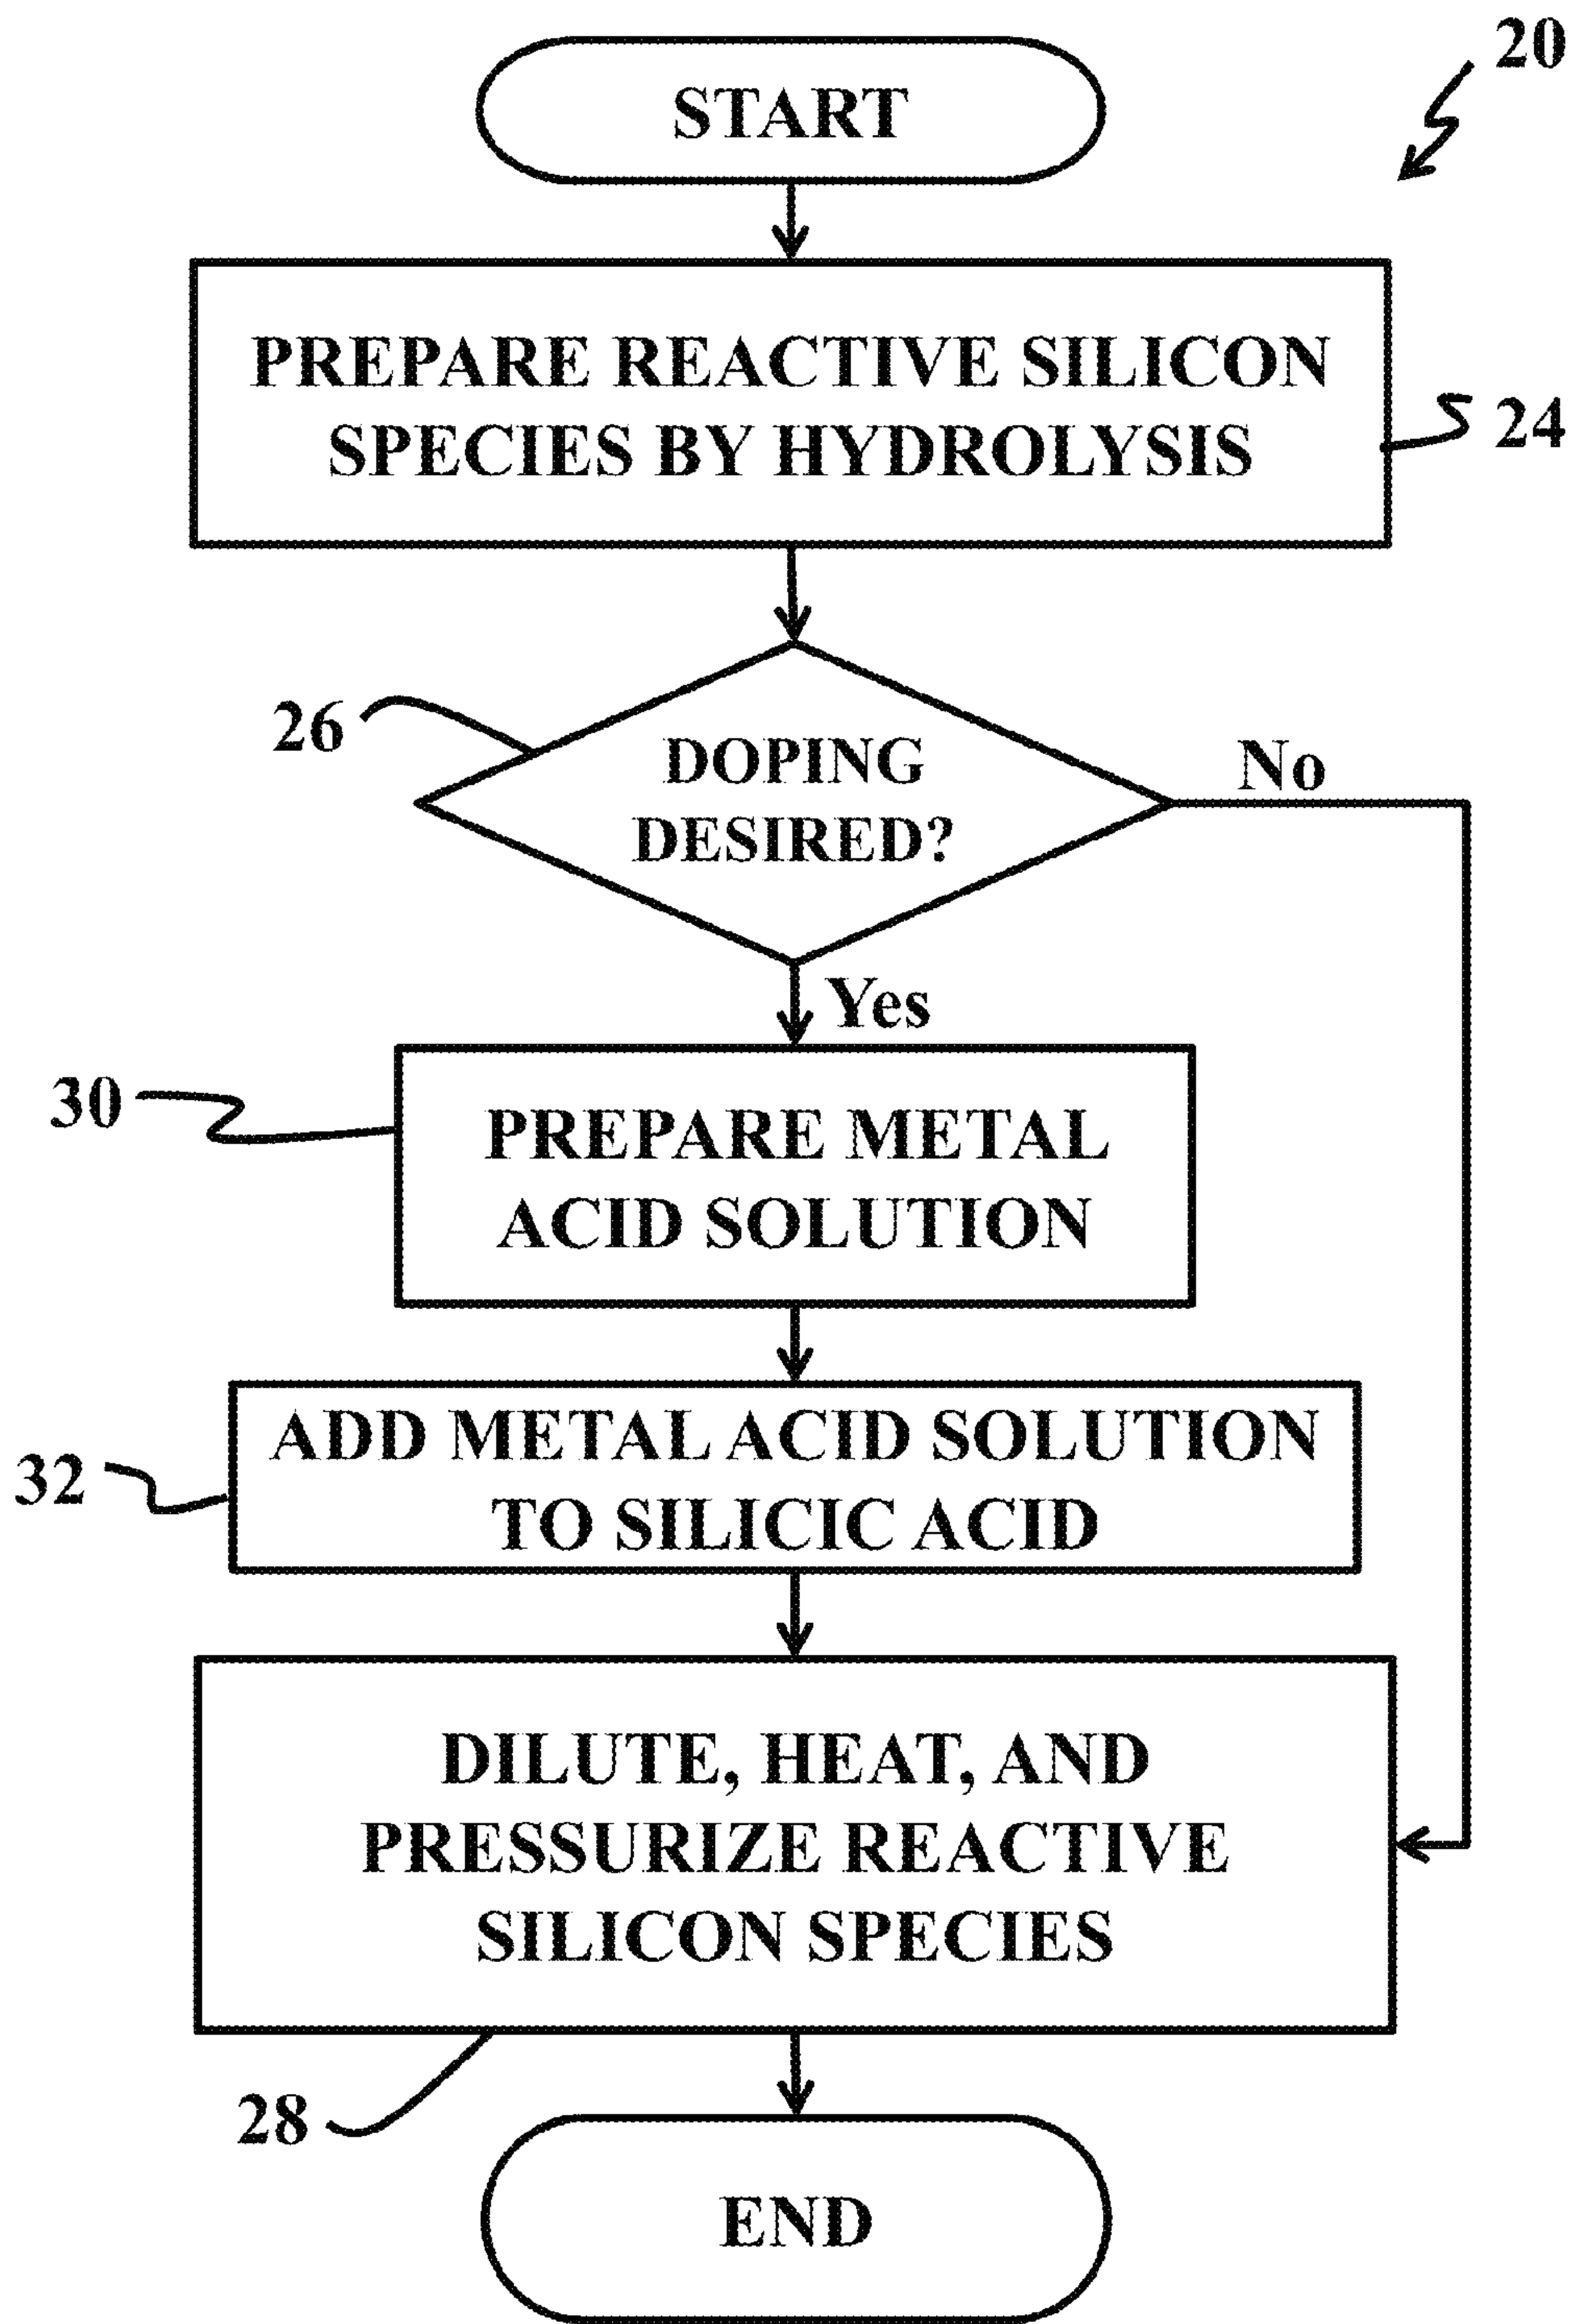 20
START
PREPARE REACTIVE SILICON
SPECIES BY HYDROLYSIS
24
26
DOPING
DESIRED?
No
Yes
30
PREPARE METAL
ACID SOLUTION
32
ADD METAL ACID SOLUTION
TO SILICIC ACID
DILUTE, HEAT, AND
PRESSURIZE REACTIVE
SILICON SPECIES
28
END